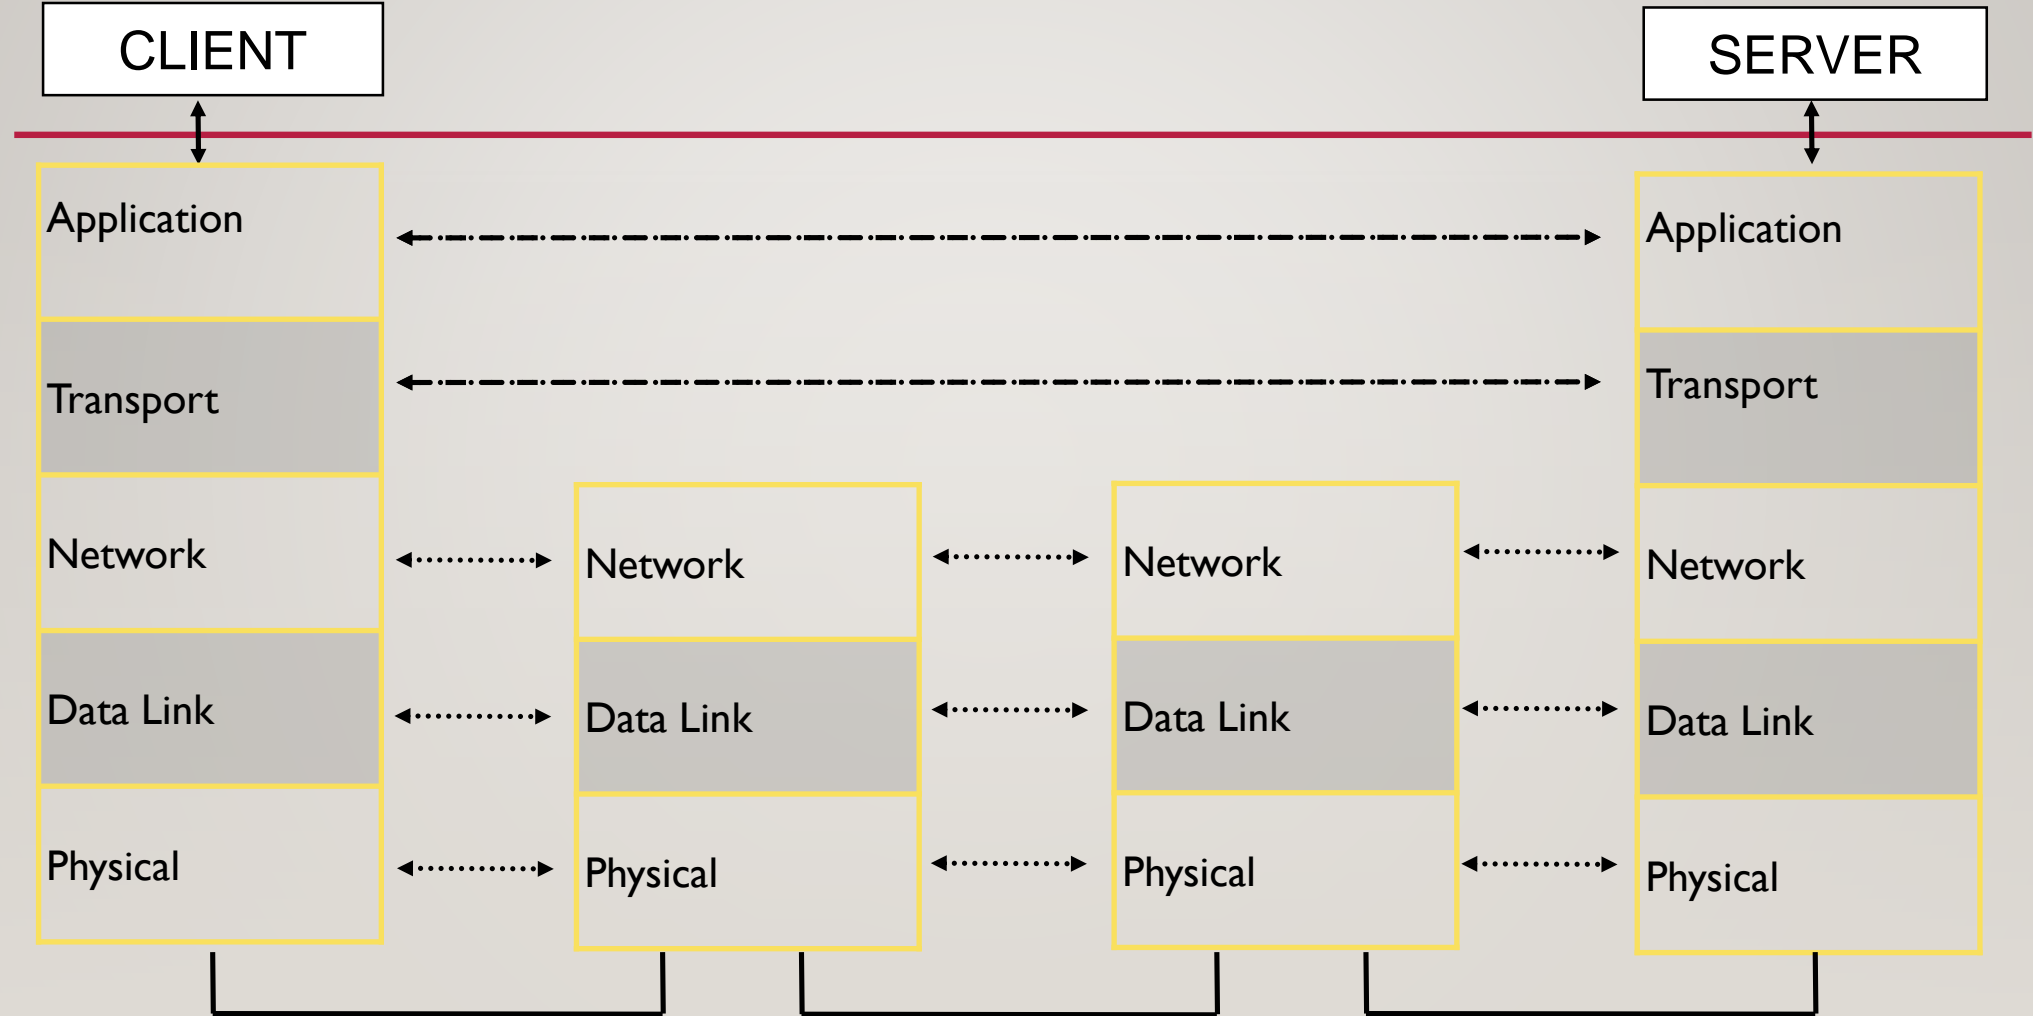 CLIENT
SERVER
Application
Application
Transport
Transport
Network
Network
Network
Network
Data Link
Data Link
Data Link
Data Link
Physical
Physical
Physical
Physical